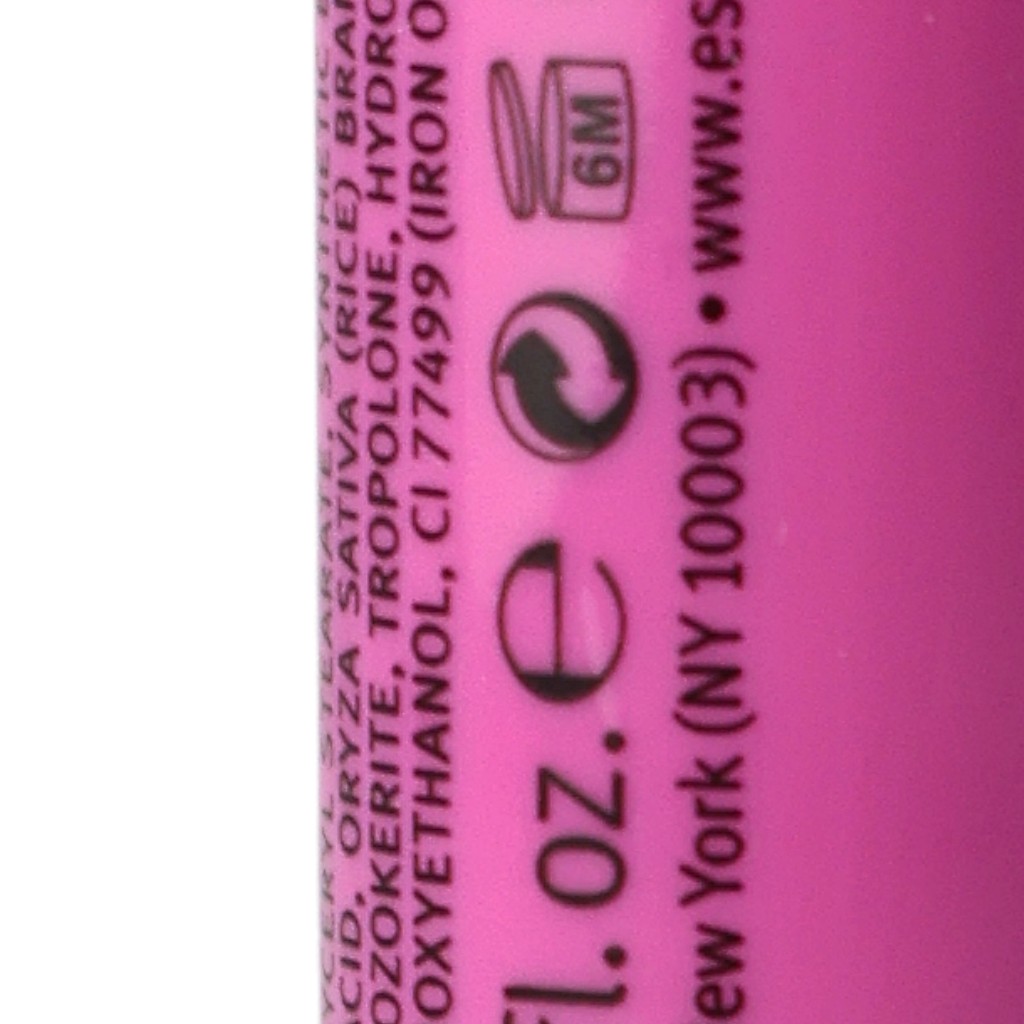 YCERYL STEARATE, SYNTHETIC
ACID, ORYZA SATIVA (RICE) BRAN
OZOKERITE, TROPOLONE, HYDRO
OXYETHANOL, CI 77499 (IRON O
fl. oz. e 6M
ew York (NY 10003) • www.es